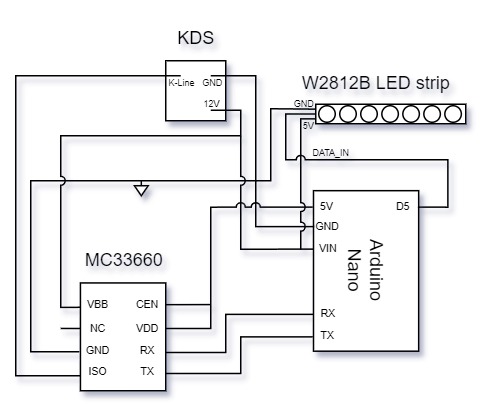 KDS
K-Line GND
12V
W2812B LED strip
GND
5V
DATA_IN
5V D5
GND
VIN
Arduino
Nano
RX
TX
MC33660
VBB CEN
NC VDD
GND RX
ISO TX